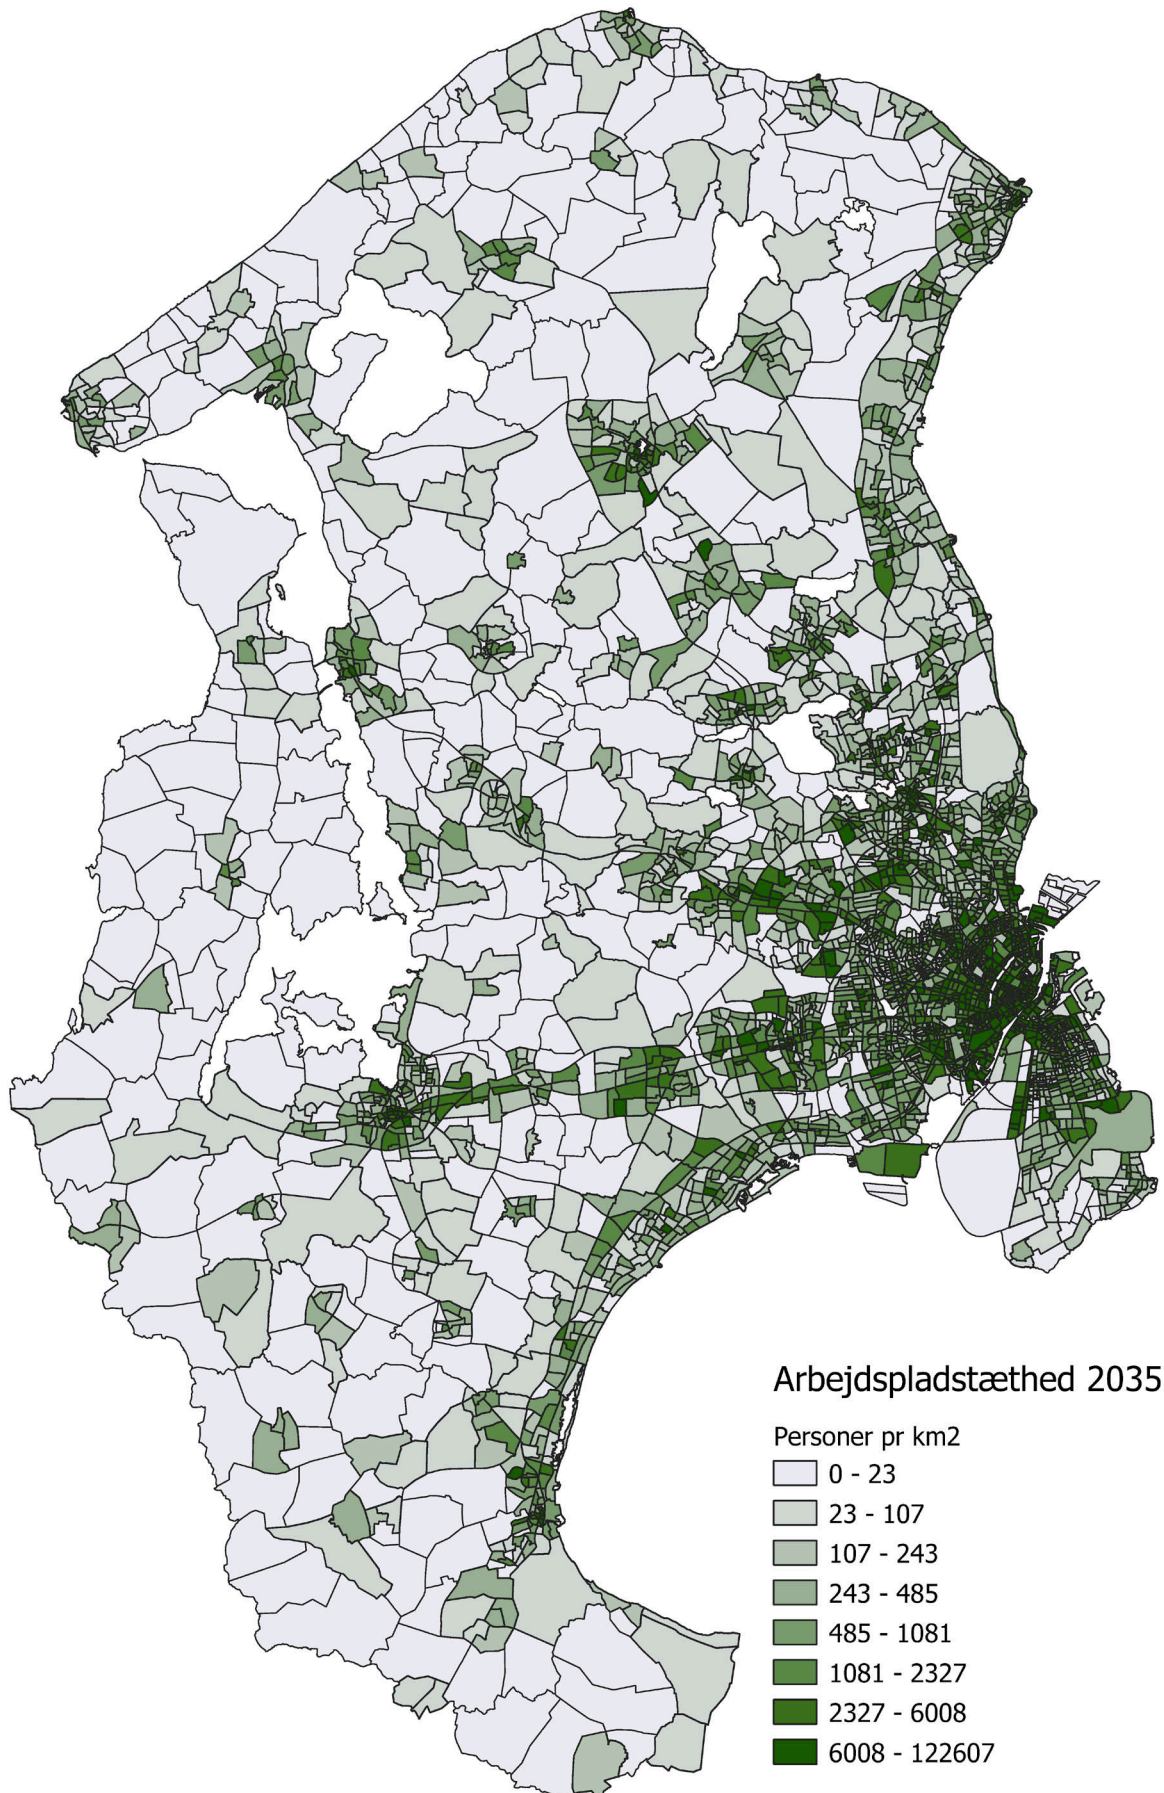 Arbejdspladstæthed 2035
Personer pr km2
0 - 23
23 - 107
107 - 243
243 - 485
485 - 1081
1081 - 2327
2327 - 6008
6008 - 122607